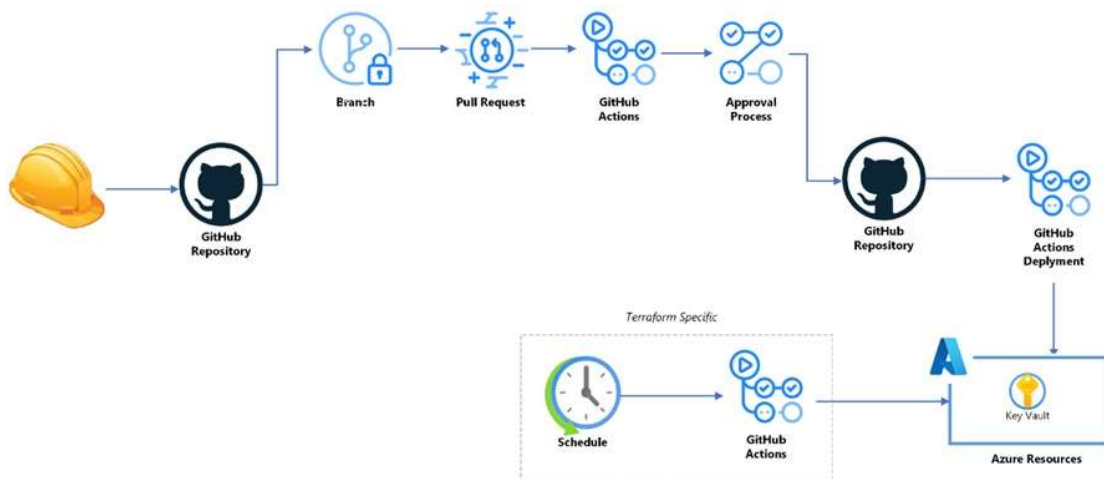 Branch
Pull Request
GitHub
Actions
Approval
Process
GitHub
Repository
GitHub
Repository
GitHub
Actions
Deplyment
Terraform Specific
Schedule
GitHub
Actions
Key Vault
Azure Resources